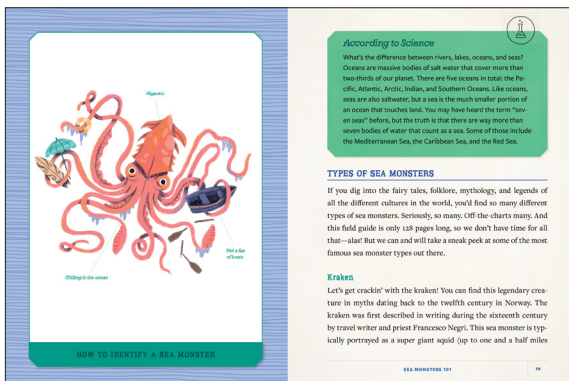 Gigantic
Not a fan
of boats
Chilling in the ocean
HOW TO IDENTIFY A SEA MONSTER
According to Science
What's the difference between rivers, lakes, oceans, and seas?
Oceans are massive bodies of salt water that cover more than
two-thirds of our planet. There are five oceans in total: the Pa-
cific, Atlantic, Arctic, Indian, and Southern Oceans. Like oceans,
seas are also saltwater, but a sea is the much smaller portion of
an ocean that touches land. You may have heard the term "sev-
en seas" before, but the truth is that there are way more than
seven bodies of water that count as a sea. Some of those include
the Mediterranean Sea, the Caribbean Sea, and the Red Sea.
TYPES OF SEA MONSTERS
If you dig into the fairy tales, folklore, mythology, and legends of
all the different cultures in the world, you'd find so many different
types of sea monsters. Seriously, so many. Off-the-charts many. And
this field guide is only 128 pages long, so we don't have time for all
that—alas! But we can and will take a sneak peek at some of the most
famous sea monster types out there.
Kraken
Let's get crackin' with the kraken! You can find this legendary crea-
ture in myths dating back to the twelfth century in Norway. The
kraken was first described in writing during the sixteenth century
by travel writer and priest Francesco Negri. This sea monster is typ-
ically portrayed as a super giant squid (up to one and a half miles
SEA MONSTERS 101